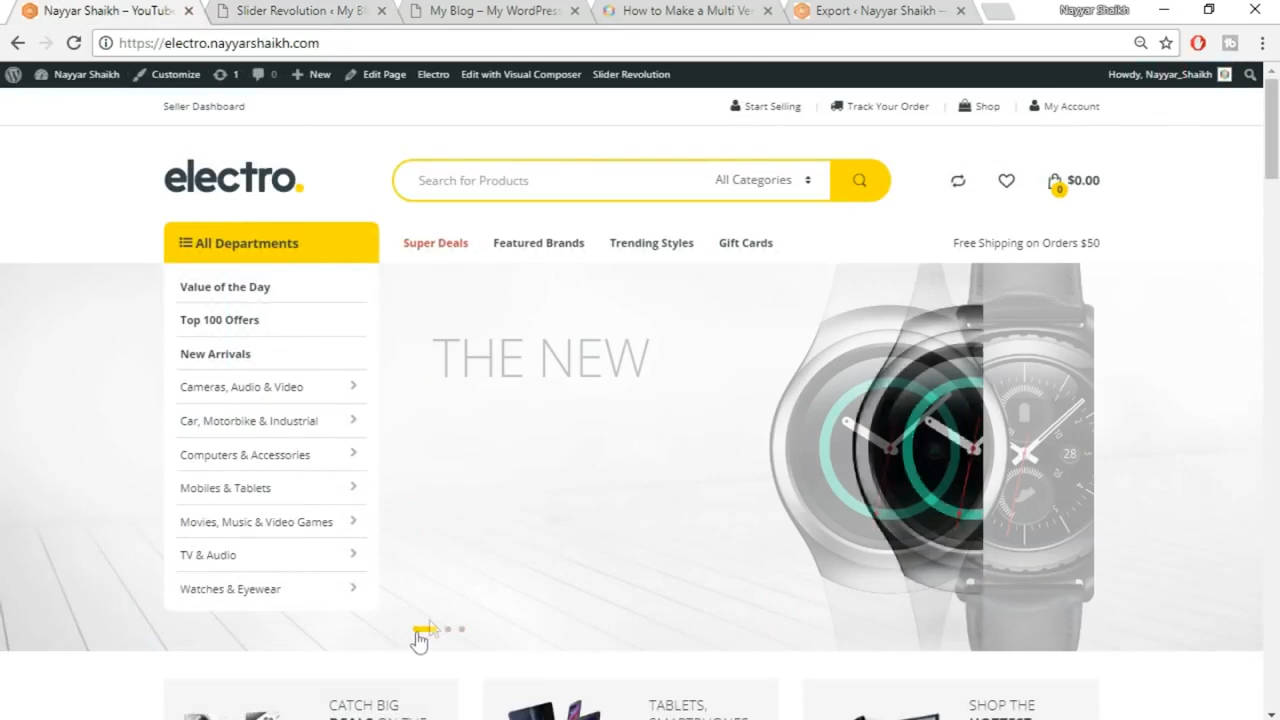 Nayyar Shaikh – YouTub
Slider Revolution ‹ My Bl
My Blog – My WordPress
How to Make a Multi Ve
Export ‹ Nayyar Shaikh —
Nayyar Shaikh
https://electro.nayyarshaikh.com
Nayyar Shaikh
Customize
1
0
New
Edit Page
Electro
Edit with Visual Composer
Slider Revolution
Howdy, Nayyar_Shaikh
Seller Dashboard
Start Selling
Track Your Order
Shop
My Account
electro.
Search for Products
All Categories
0
$0.00
All Departments
Super Deals
Featured Brands
Trending Styles
Gift Cards
Free Shipping on Orders $50
Value of the Day
Top 100 Offers
New Arrivals
Cameras, Audio & Video
Car, Motorbike & Industrial
Computers & Accessories
Mobiles & Tablets
Movies, Music & Video Games
TV & Audio
Watches & Eyewear
THE NEW
28
CATCH BIG
DEALS ON THE
TABLETS,
SMARTPHONES
SHOP THE
HOTTEST